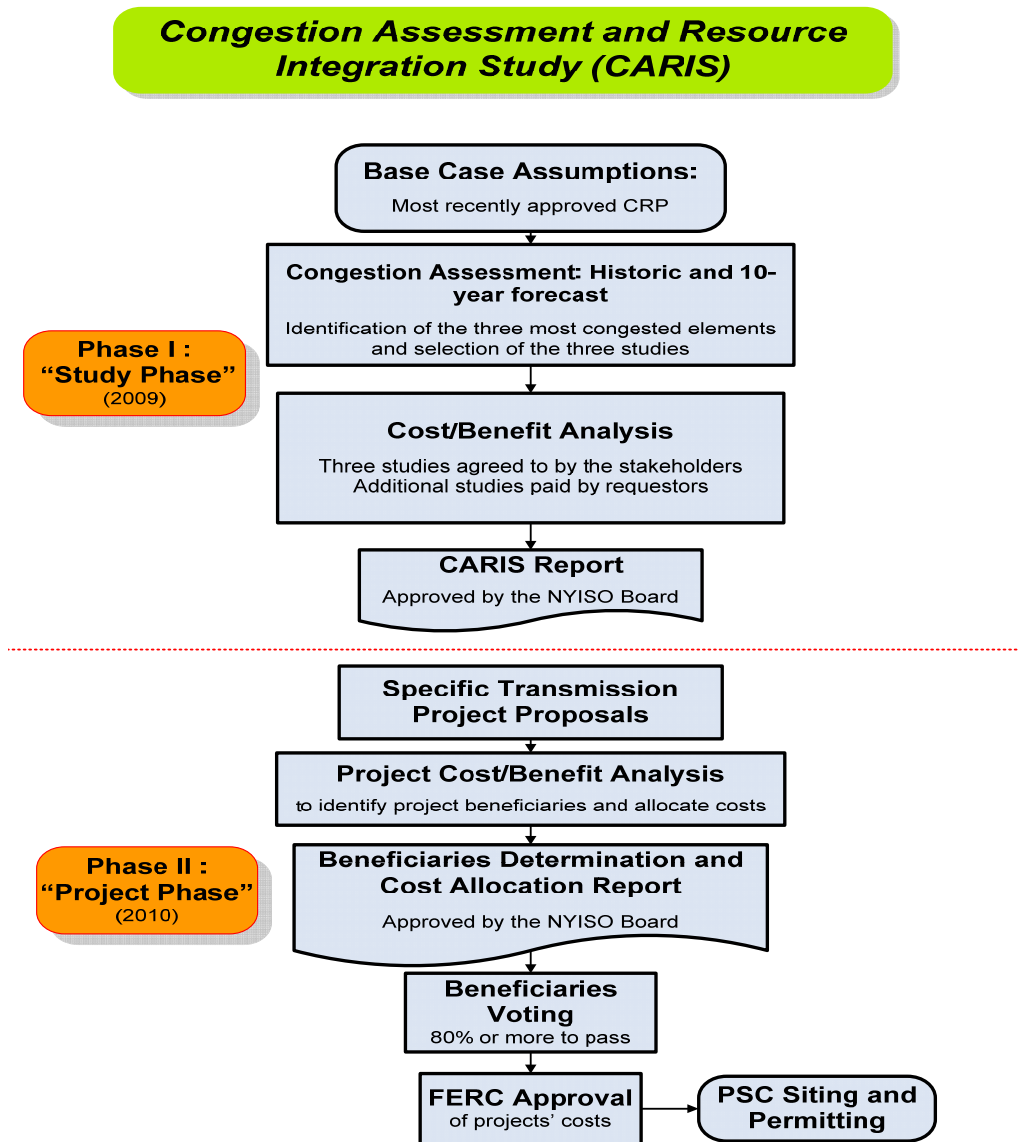 Congestion Assessment and Resource
Integration Study (CARIS)
Base Case Assumptions:
Most recently approved CRP
Congestion Assessment: Historic and 10-
year forecast
Identification of the three most congested elements
and selection of the three studies
Phase I :
“Study Phase”
(2009)
Cost/Benefit Analysis
Three studies agreed to by the stakeholders
Additional studies paid by requestors
CARIS Report
Approved by the NYISO Board
Specific Transmission
Project Proposals
Project Cost/Benefit Analysis
to identify project beneficiaries and allocate costs
Phase II :
“Project Phase”
(2010)
Beneficiaries Determination and
Cost Allocation Report
Approved by the NYISO Board
Beneficiaries
Voting
80% or more to pass
FERC Approval
of projects’ costs
PSC Siting and
Permitting